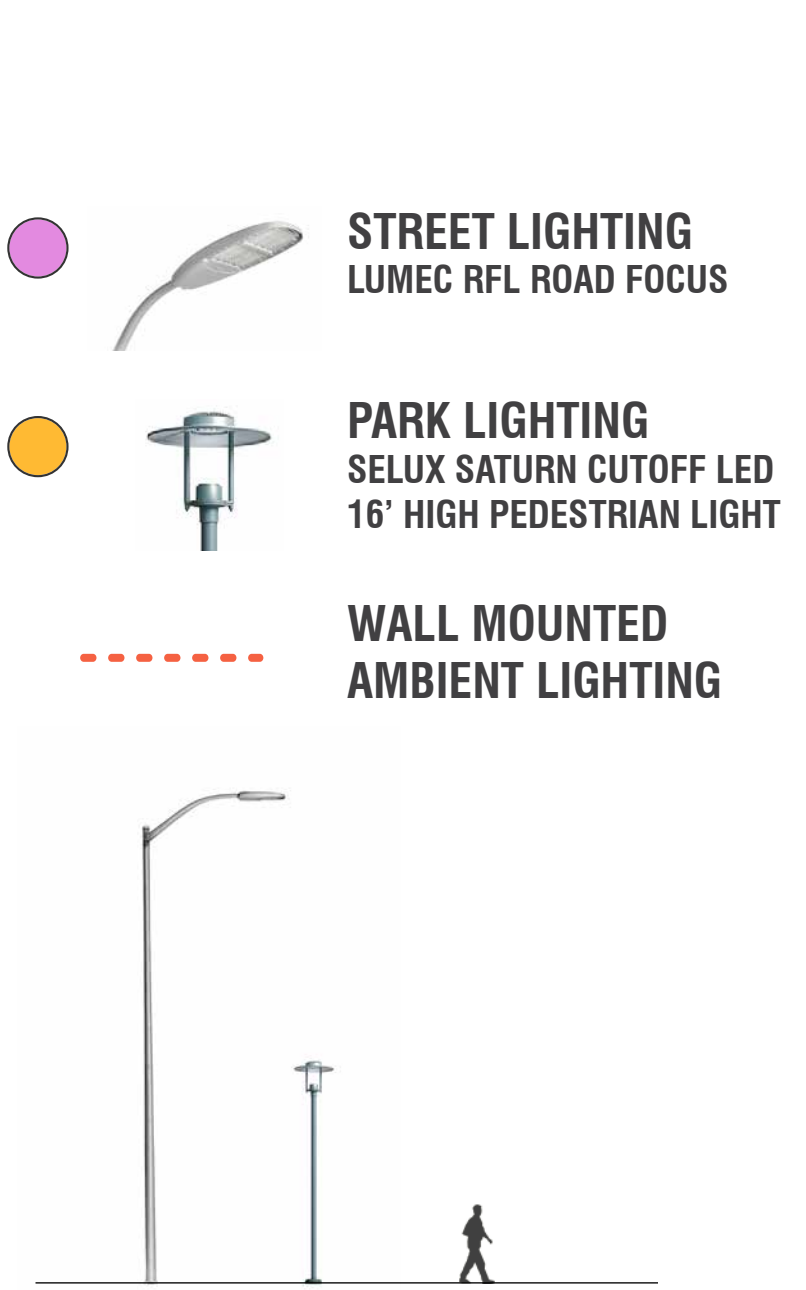 STREET LIGHTING
LUMEC RFL ROAD FOCUS
PARK LIGHTING
SELUX SATURN CUTOFF LED
16’ HIGH PEDESTRIAN LIGHT
WALL MOUNTED
AMBIENT LIGHTING